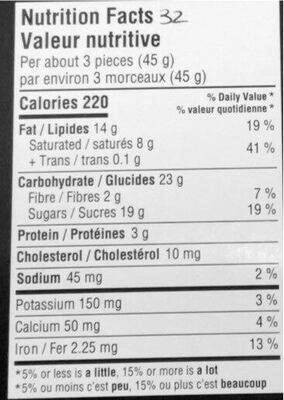 Nutrition Facts 32
Valeur nutritive
Per about 3 pieces (45 g)
par environ 3 morceaux (45 g)
Calories 220
% Daily Value *
% valeur quotidienne *
Fat / Lipides 14 g 19 %
Saturated / saturés 8 g
+ Trans / trans 0.1 g 41 %
Carbohydrate / Glucides 23 g
Fibre / Fibres 2 g 7 %
Sugars / Sucres 19 g 19 %
Protein / Protéines 3 g
Cholesterol / Cholestérol 10 mg
Sodium 45 mg 2 %
Potassium 150 mg 3 %
Calcium 50 mg 4 %
Iron / Fer 2.25 mg 13 %
*5% or less is a little, 15% or more is a lot
*5% ou moins c'est peu, 15% ou plus c'est beaucoup